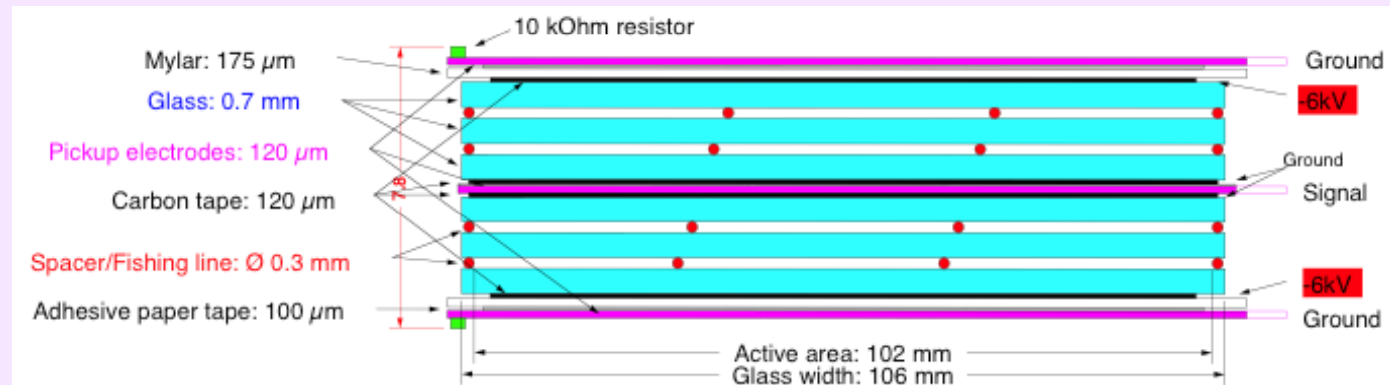 10 kOhm resistor
Mylar: 175 µm
Ground
Glass: 0.7 mm
-6kV
Pickup electrodes: 120 µm
Ground
7.8
Carbon tape: 120 µm
Signal
Spacer/Fishing line: Ø 0.3 mm
-6kV
Adhesive paper tape: 100 µm
Ground
Active area: 102 mm
Glass width: 106 mm